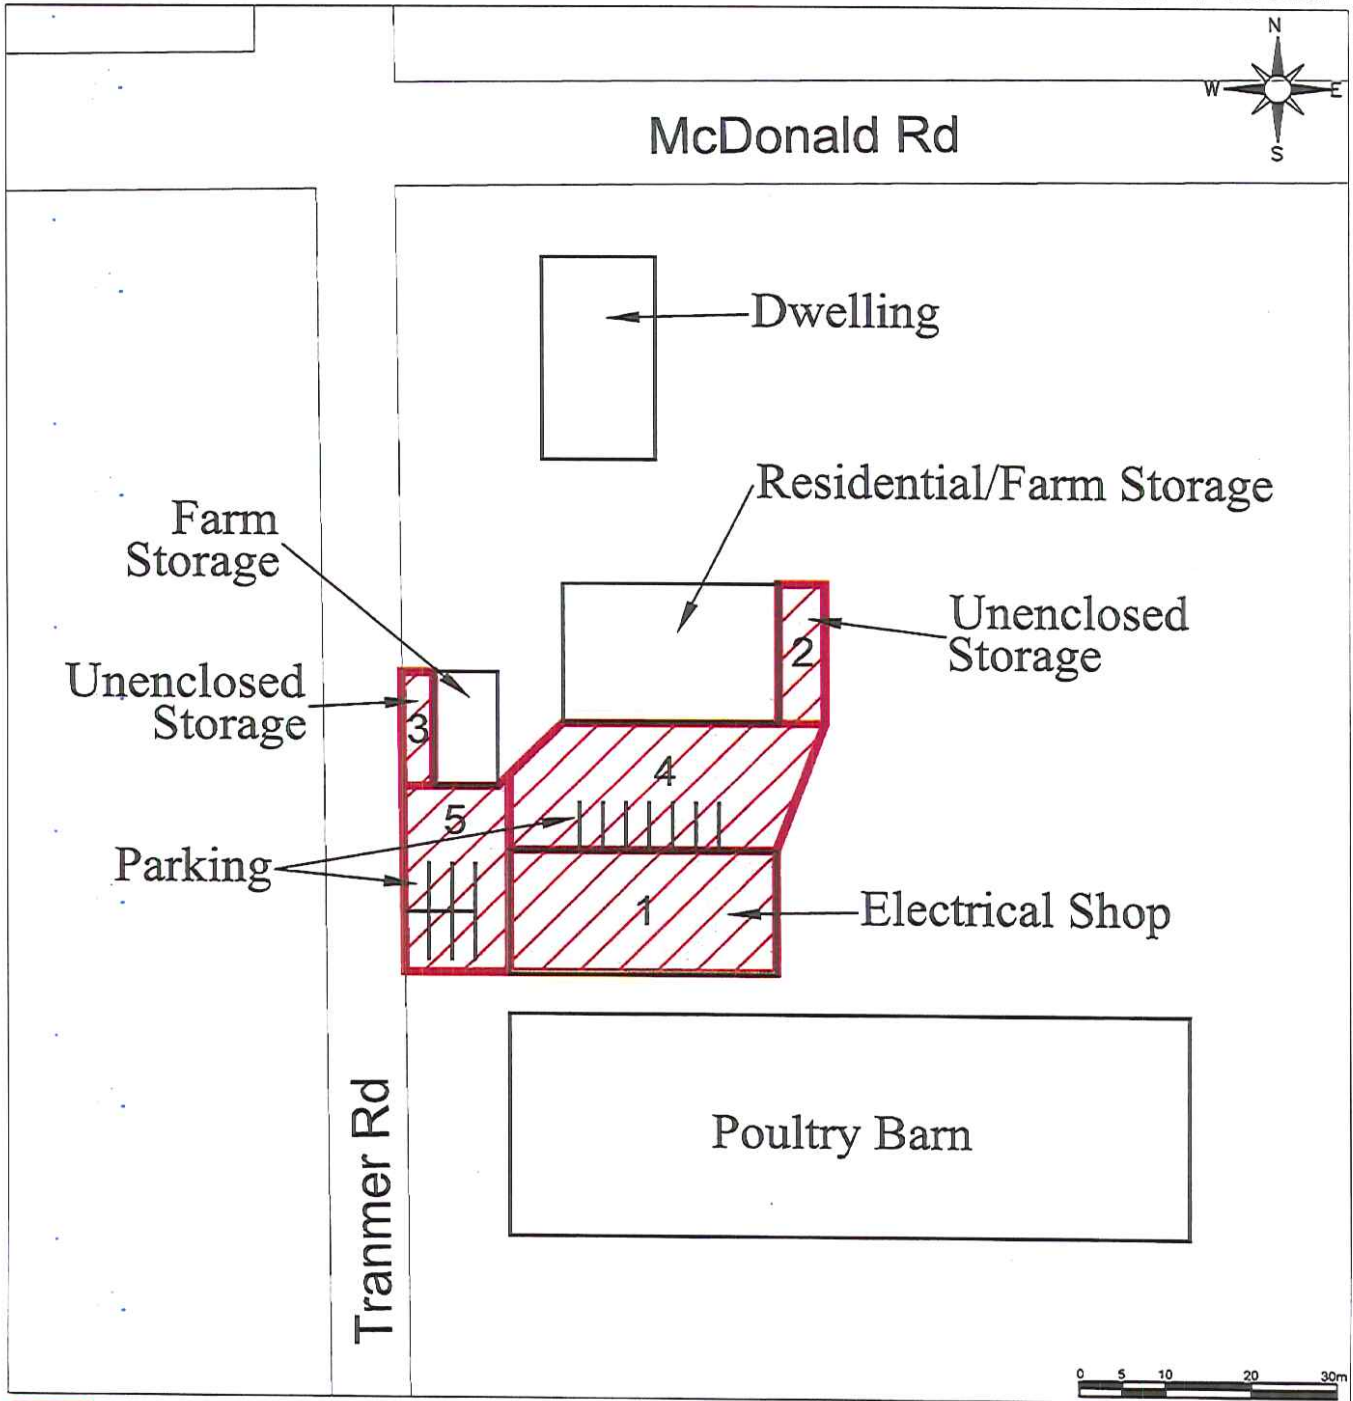 N
W E
S
McDonald Rd
Dwelling
Residential/Farm Storage
Farm
Storage
Unenclosed
Storage
2
Unenclosed
Storage
3
4
5
Parking
1
Electrical Shop
Poultry Barn
Tranmer Rd
0 5 10 20 30m